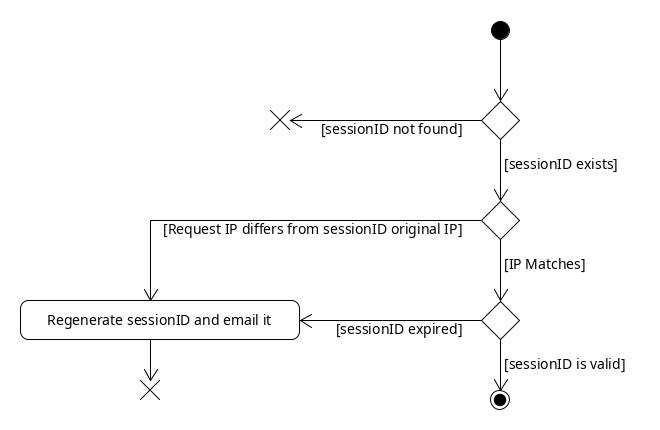 [sessionID not found]
[sessionID exists]
[Request IP differs from sessionID original IP]
[IP Matches]
Regenerate sessionID and email it
[sessionID expired]
[sessionID is valid]